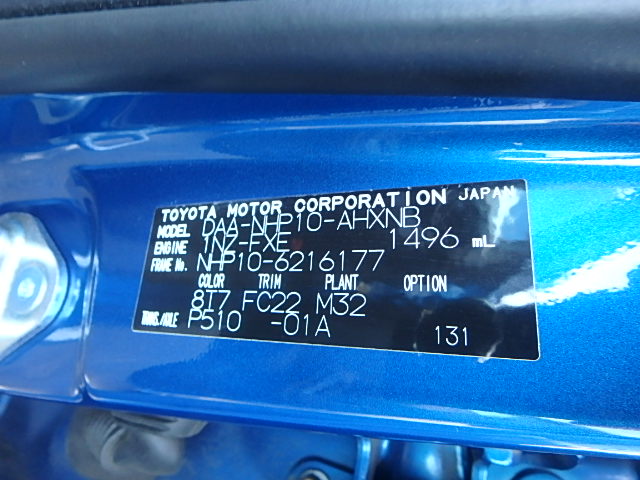 TOYOTA MOTOR CORPORATION JAPAN
MODEL DAA-NHP10-AHXNB
ENGINE 1NZ-FXE 1496 mL
FRAME No. NHP10-6216177
COLOR TRIM PLANT OPTION
8T7 FC22 M32
TRANS./AXLE P510 -01A 131